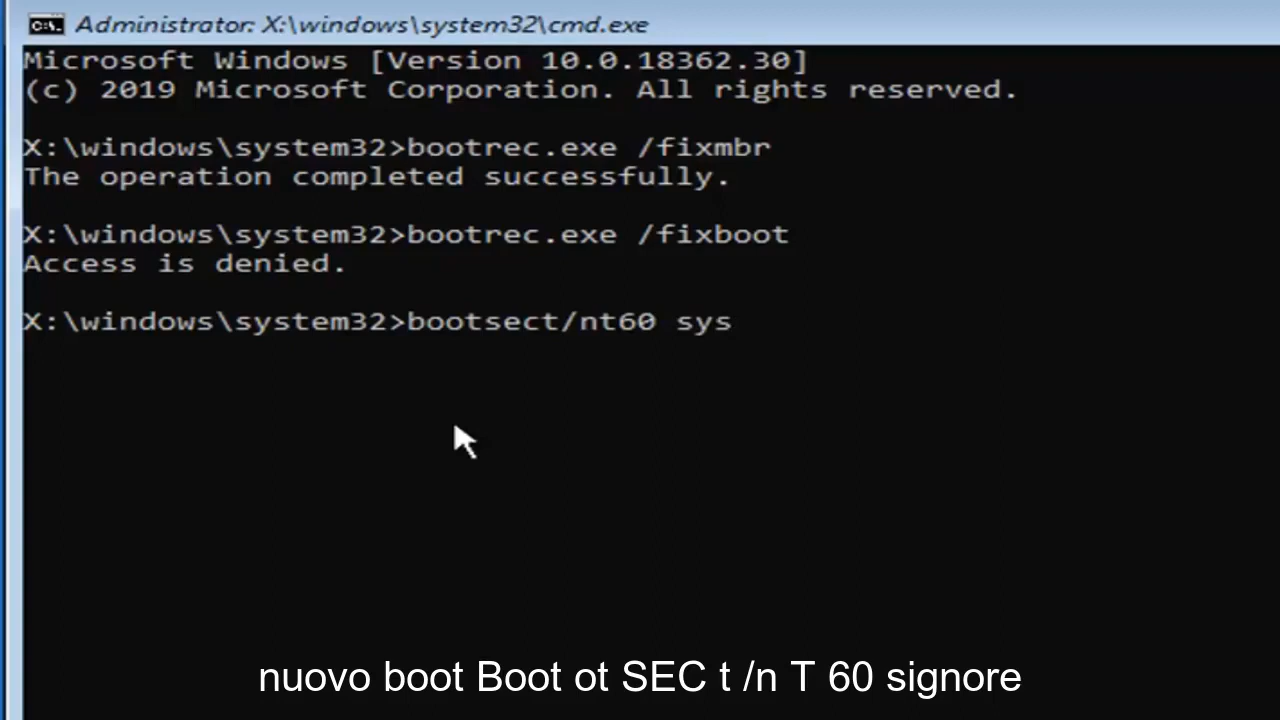 Administrator: X:\windows\system32\cmd.exe
Microsoft Windows [Version 10.0.18362.30]
(c) 2019 Microsoft Corporation. All rights reserved.
X:\windows\system32>bootrec.exe /fixmbr
The operation completed successfully.
X:\windows\system32>bootrec.exe /fixboot
Access is denied.
X:\windows\system32>bootsect/nt60 sys
nuovo boot Boot ot SEC t /n T 60 signore